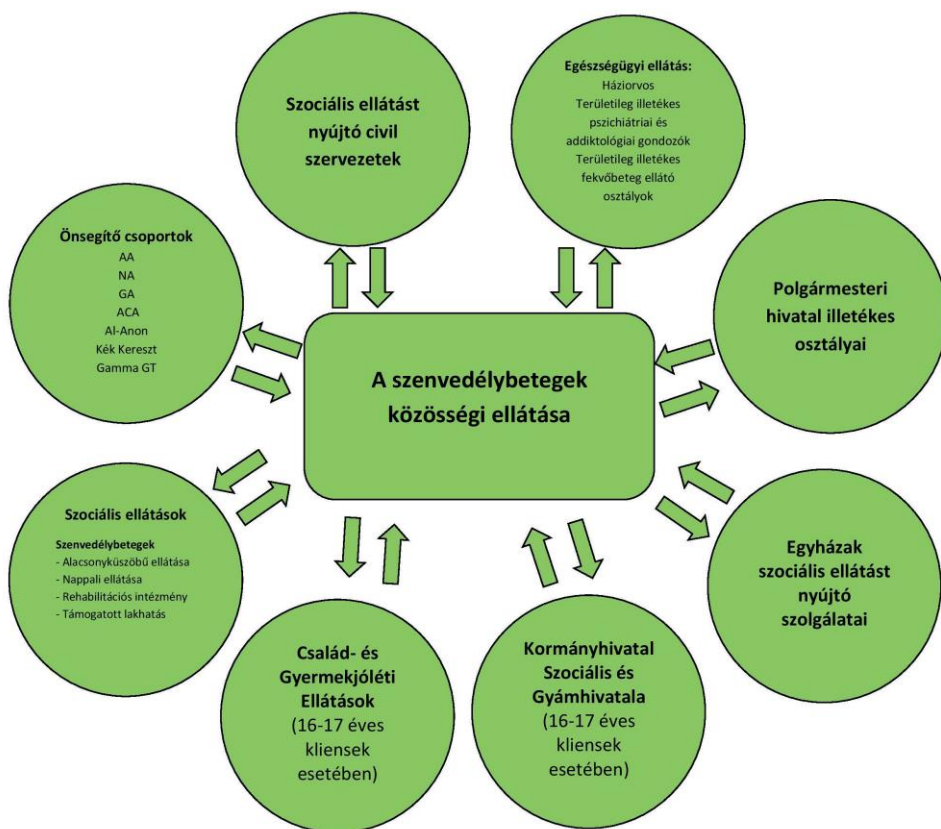 Szociális ellátást
nyújtó civil
szervezetek
Egészségügyi ellátás:
Háziorvos
Területileg illetékes
pszichiátriai és
addiktológiai gondozók
Területileg illetékes
fekvőbeteg ellátó
osztályok
Önsegítő csoportok
AA
NA
GA
ACA
Al-Anon
Kék Kereszt
Gamma GT
Polgármesteri
hivatal illetékes
osztályai
A szenvedélybetegek
közösségi ellátása
Szociális ellátások
Szenvedélybetegek
- Alacsonyküszöbű ellátása
- Nappali ellátása
- Rehabilitációs intézmény
- Támogatott lakhatás
Egyházak
szociális ellátást
nyújtó
szolgálatai
Család- és
Gyermekjóléti
Ellátások
(16-17 éves
kliensek
esetében)
Kormányhivatal
Szociális és
Gyámhivatala
(16-17 éves
kliensek
esetében)